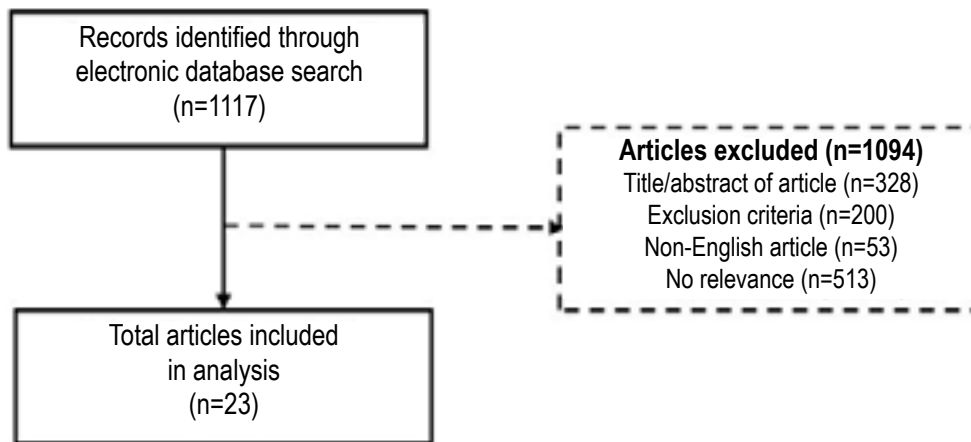 Records identified through
electronic database search
(n=1117)
Articles excluded (n=1094)
Title/abstract of article (n=328)
Exclusion criteria (n=200)
Non-English article (n=53)
No relevance (n=513)
Total articles included
in analysis
(n=23)